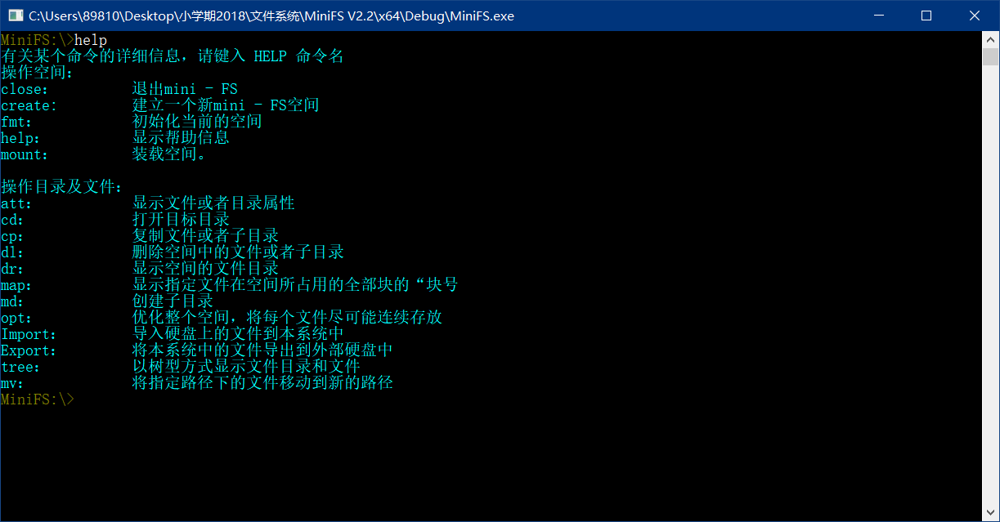 C:\Users\89810\Desktop\小学期2018\文件系统\MiniFS V2.2\x64\Debug\MiniFS.exe
MiniFS:\>help
有关某个命令的详细信息，请键入 HELP 命令名
操作空间：
close： 退出mini - FS
create： 建立一个新mini - FS空间
fmt： 初始化当前的空间
help： 显示帮助信息
mount： 装载空间。
操作目录及文件：
att： 显示文件或者目录属性
cd： 打开目标目录
cp： 复制文件或者子目录
dl： 删除空间中的文件或者子目录
dr： 显示空间的文件目录
map： 显示指定文件在空间所占用的全部块的“块号
md： 创建子目录
opt： 优化整个空间，将每个文件尽可能连续存放
Import： 导入硬盘上的文件到本系统中
Export： 将本系统中的文件导出到外部硬盘中
tree： 以树型方式显示文件目录和文件
mv： 将指定路径下的文件移动到新的路径
MiniFS:\>